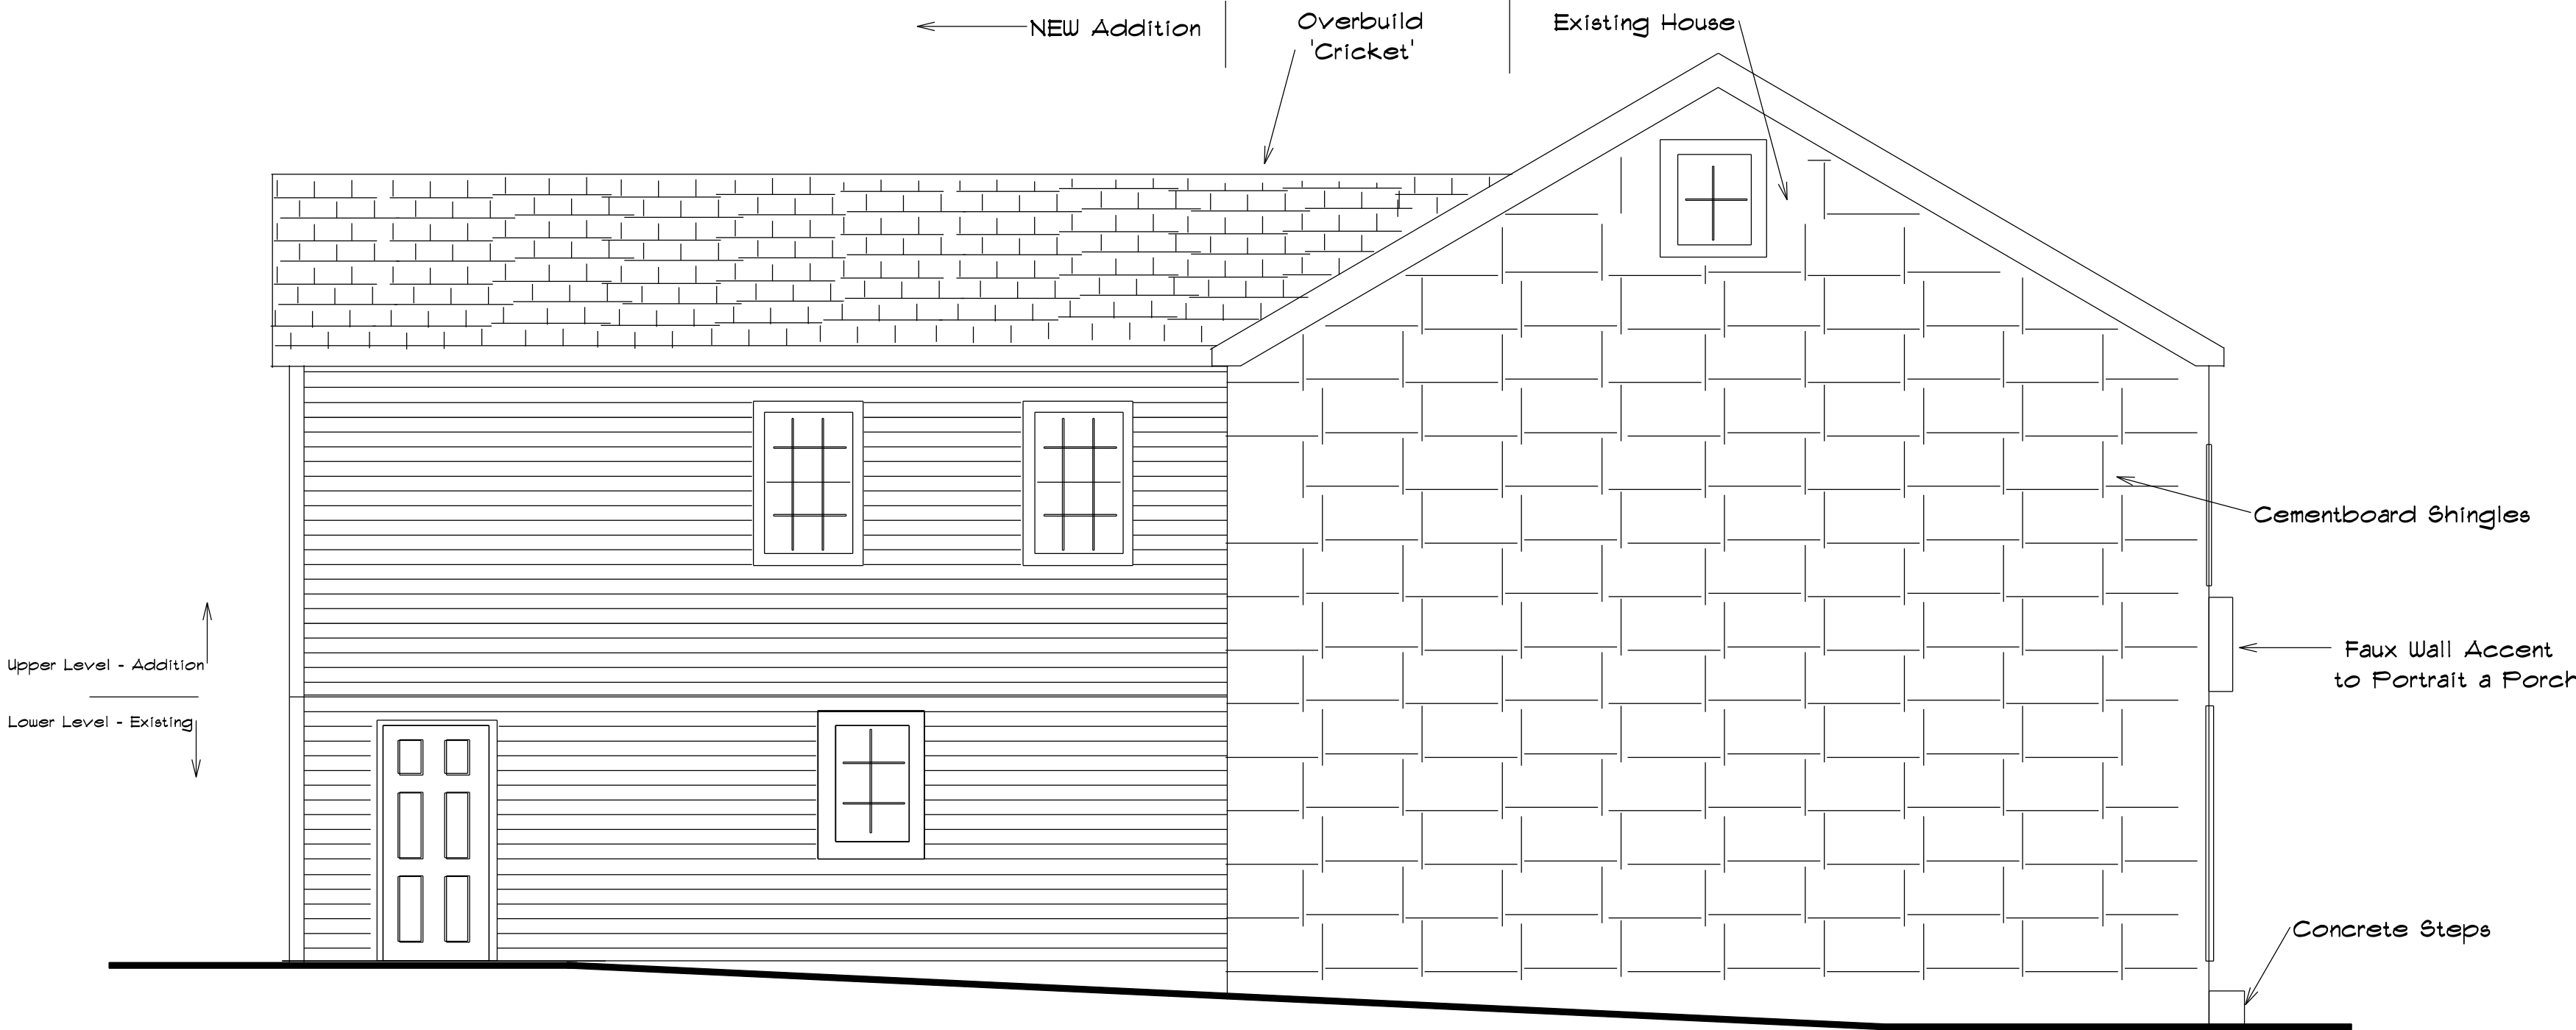 NEW Addition
Overbuild
'Cricket'
Existing House
Cementboard Shingles
Upper Level - Addition
Lower Level - Existing
Faux Wall Accent
to Portrait a Porch
Concrete Steps